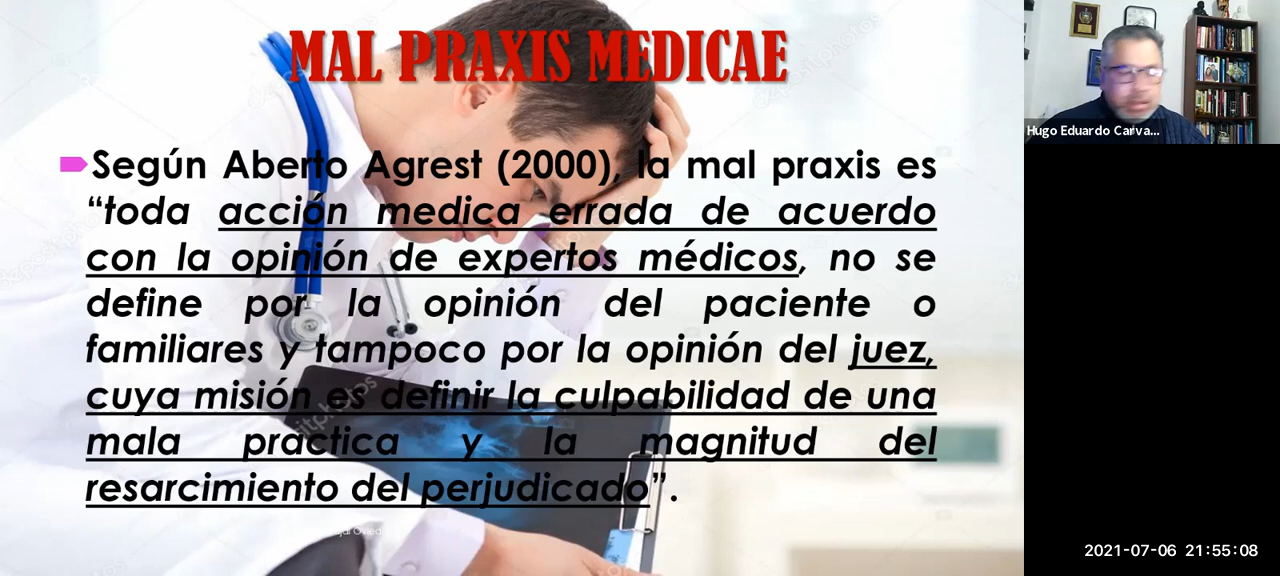 MAL PRAXIS MEDICAE
Según Aberto Agrest (2000), la mal praxis es
“toda acción medica errada de acuerdo
con la opinión de expertos médicos, no se
define por la opinión del paciente o
familiares y tampoco por la opinión del juez,
cuya misión es definir la culpabilidad de una
mala practica y la magnitud del
resarcimiento del perjudicado”.
Hugo Eduardo Carva...
2021-07-06 21:55:08